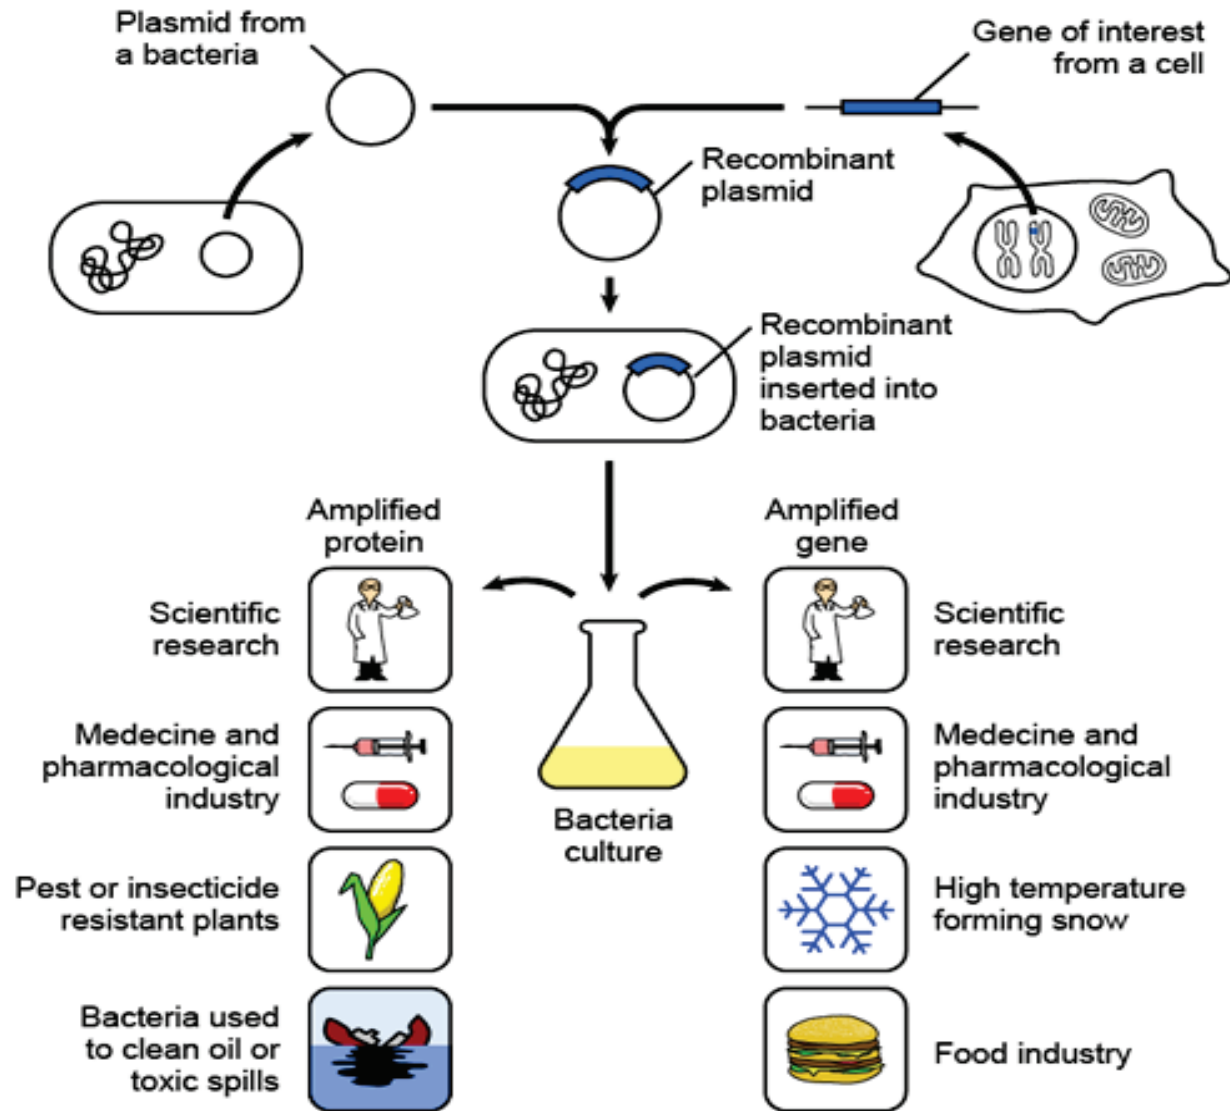 Plasmid from
a bacteria
Gene of interest
from a cell
Recombinant
plasmid
Recombinant
plasmid
inserted into
bacteria
Amplified
protein
Amplified
gene
Scientific
research
Scientific
research
Medecine and
pharmacological
industry
Medecine and
pharmacological
industry
Bacteria
culture
Pest or insecticide
resistant plants
High temperature
forming snow
Bacteria used
to clean oil or
toxic spills
Food industry